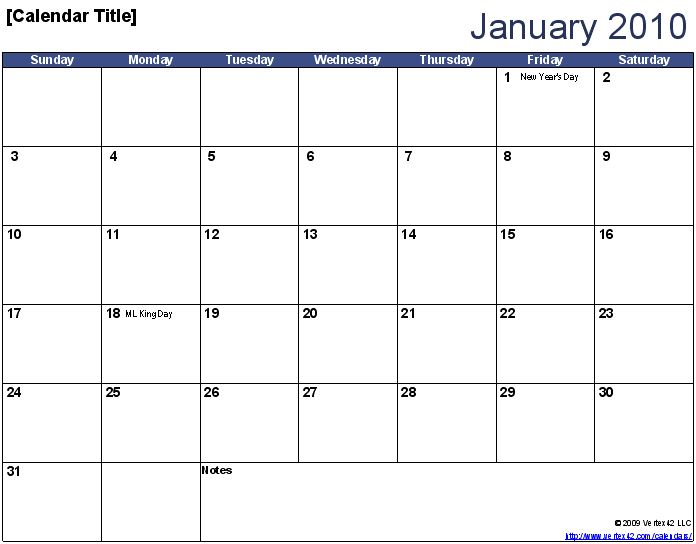 [Calendar Title]
January 2010
Sunday Monday Tuesday Wednesday Thursday Friday Saturday
1 New Year's Day 2
3 4 5 6 7 8 9
10 11 12 13 14 15 16
17 18 ML King Day 19 20 21 22 23
24 25 26 27 28 29 30
31 Notes
© 2009 Vertex42 LLC
http://www.vertex42.com/calendars/